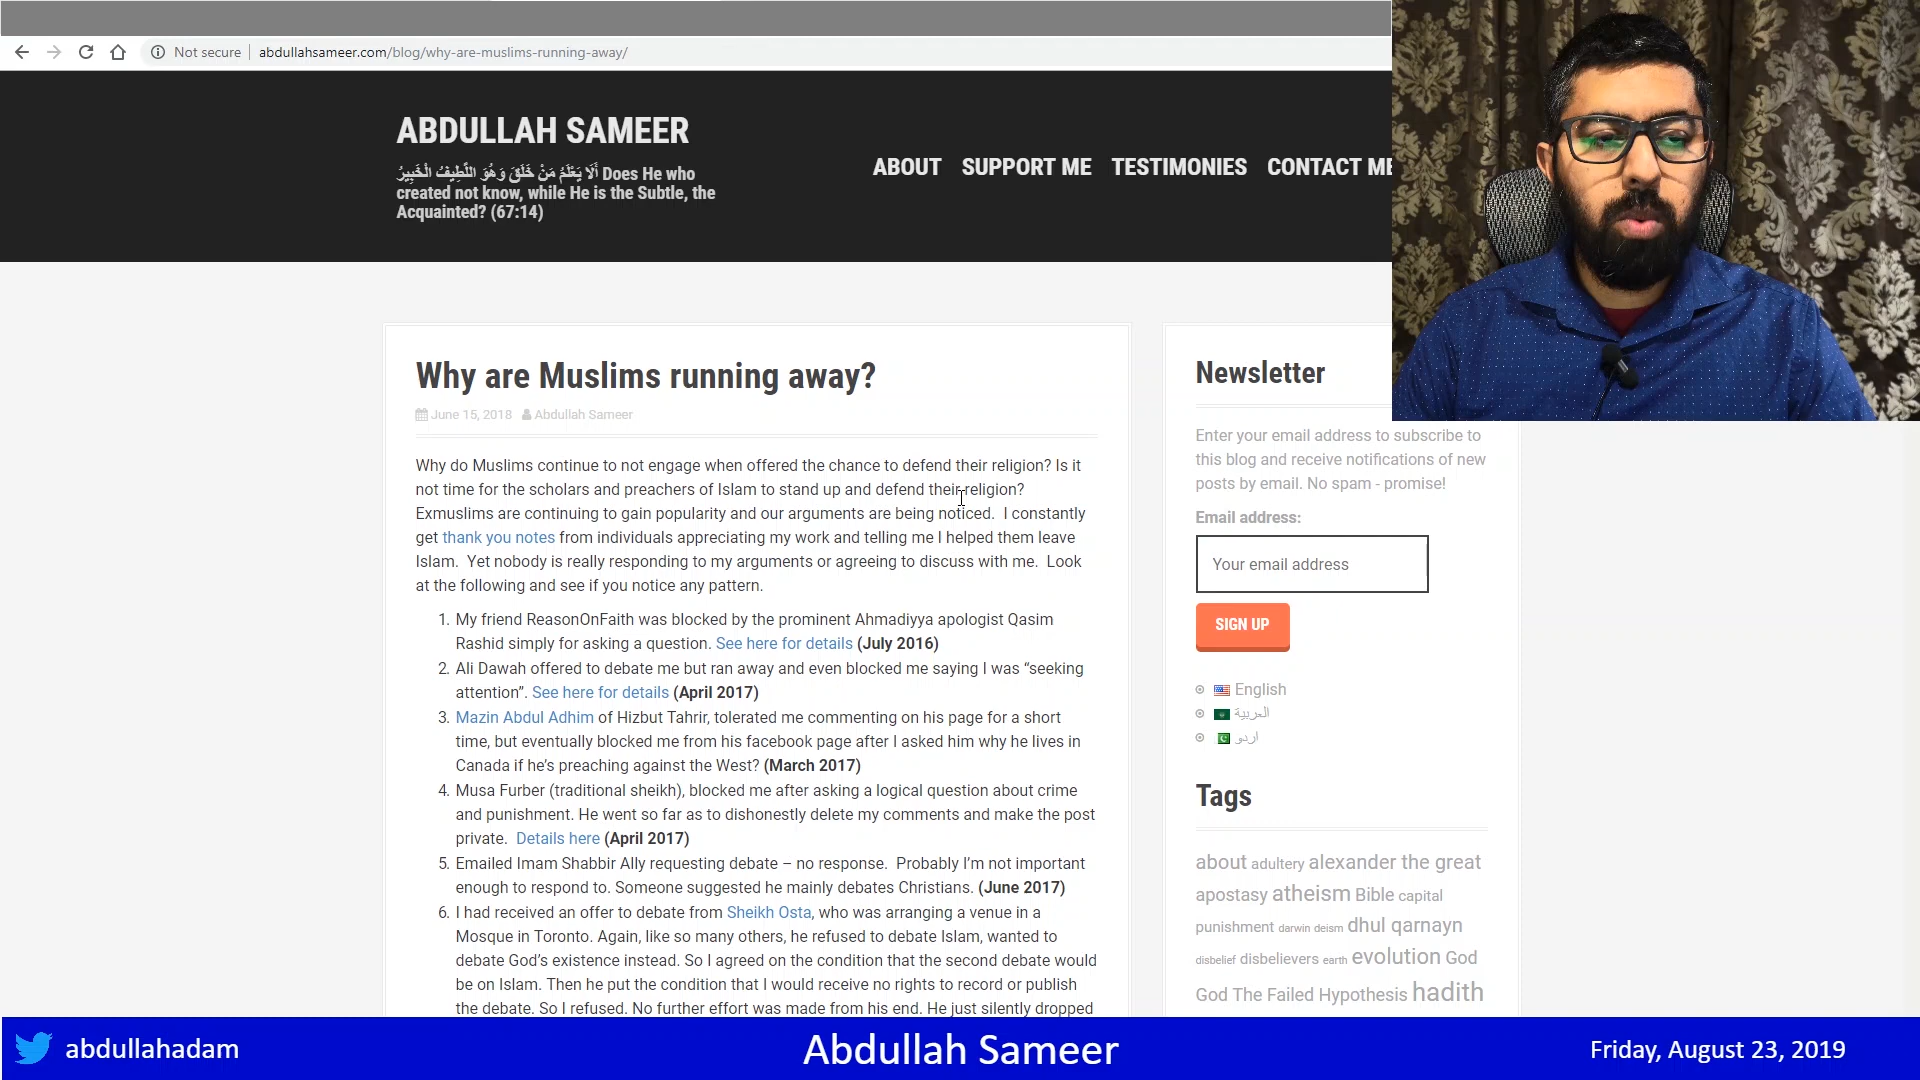 Not secure
abdullahsameer.com/blog/why-are-muslims-running-away/
ABDULLAH SAMEER
أَلَا يَعْلَمُ مَنْ خَلَقَ وَهُوَ اللَّطِيفُ الْخَبِيرُ Does He who
created not know, while He is the Subtle, the
Acquainted? (67:14)
ABOUT SUPPORT ME TESTIMONIES CONTACT ME
Why are Muslims running away?
June 15, 2018 Abdullah Sameer
Why do Muslims continue to not engage when offered the chance to defend their religion? Is it
not time for the scholars and preachers of Islam to stand up and defend their religion?
Exmuslims are continuing to gain popularity and our arguments are being noticed. I constantly
get thank you notes from individuals appreciating my work and telling me I helped them leave
Islam. Yet nobody is really responding to my arguments or agreeing to discuss with me. Look
at the following and see if you notice any pattern.
1. My friend ReasonOnFaith was blocked by the prominent Ahmadiyya apologist Qasim
Rashid simply for asking a question. See here for details (July 2016)
2. Ali Dawah offered to debate me but ran away and even blocked me saying I was “seeking
attention”. See here for details (April 2017)
3. Mazin Abdul Adhim of Hizbut Tahrir, tolerated me commenting on his page for a short
time, but eventually blocked me from his facebook page after I asked him why he lives in
Canada if he’s preaching against the West? (March 2017)
4. Musa Furber (traditional sheikh), blocked me after asking a logical question about crime
and punishment. He went so far as to dishonestly delete my comments and make the post
private. Details here (April 2017)
5. Emailed Imam Shabbir Ally requesting debate – no response. Probably I’m not important
enough to respond to. Someone suggested he mainly debates Christians. (June 2017)
6. I had received an offer to debate from Sheikh Osta, who was arranging a venue in a
Mosque in Toronto. Again, like so many others, he refused to debate Islam, wanted to
debate God’s existence instead. So I agreed on the condition that the second debate would
be on Islam. Then he put the condition that I would receive no rights to record or publish
the debate. So I refused. No further effort was made from his end. He just silently dropped
Newsletter
Enter your email address to subscribe to
this blog and receive notifications of new
posts by email. No spam - promise!
Email address:
Your email address
SIGN UP
English
العربية
اردو
Tags
about adultery alexander the great
apostasy atheism Bible capital
punishment darwin deism dhul qarnayn
disbelief disbelievers earth evolution God
God The Failed Hypothesis hadith
abdullahadam
Abdullah Sameer
Friday, August 23, 2019